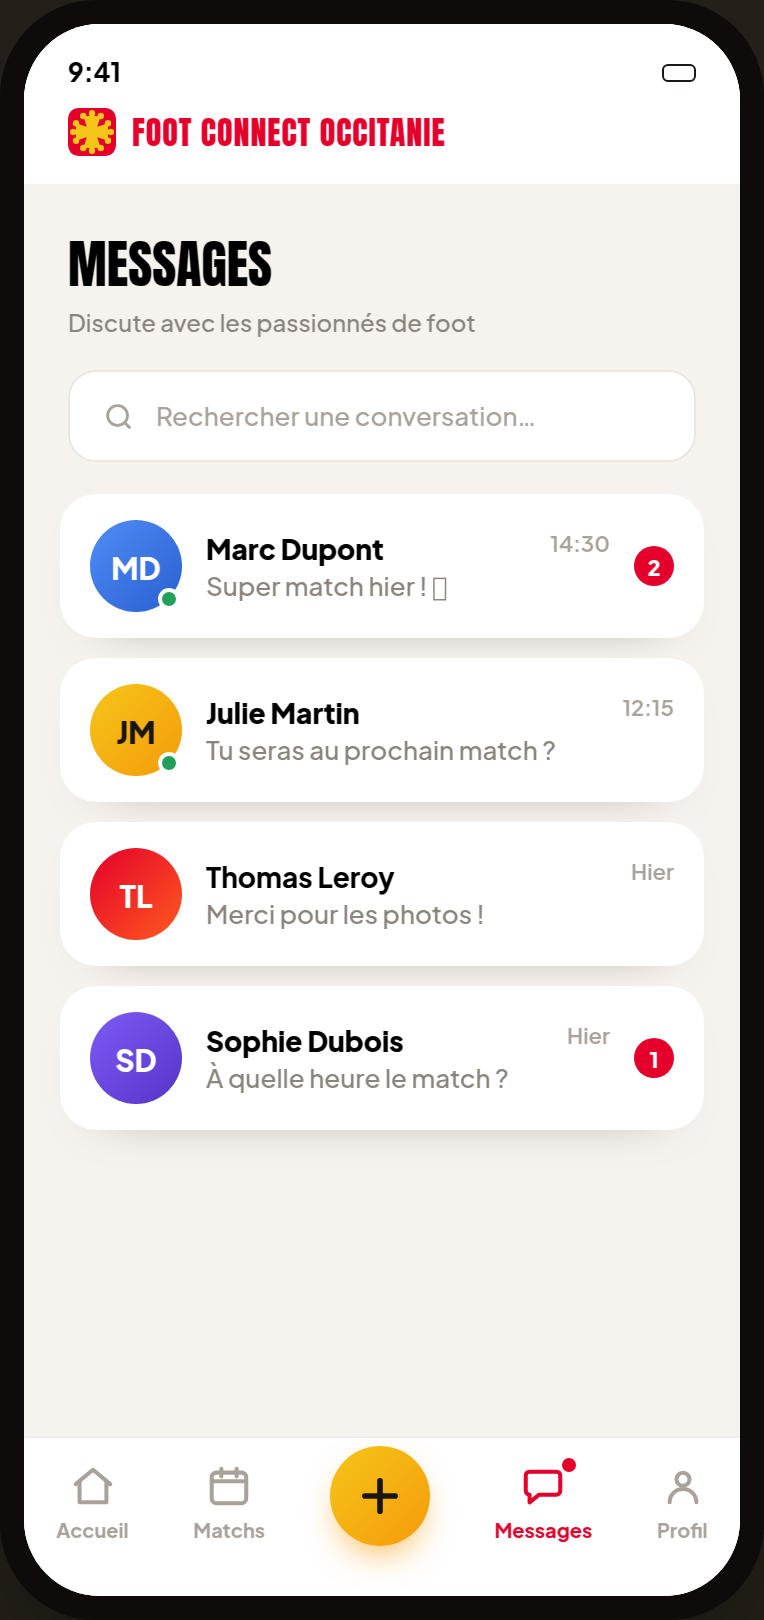 9:41
FOOT CONNECT OCCITANIE
MESSAGES
Discute avec les passionnés de foot
Rechercher une conversation...
MD
Marc Dupont
14:30
Super match hier !
2
JM
Julie Martin
12:15
Tu seras au prochain match ?
TL
Thomas Leroy
Hier
Merci pour les photos !
SD
Sophie Dubois
Hier
À quelle heure le match ?
1
Accueil
Matchs
Messages
Profil